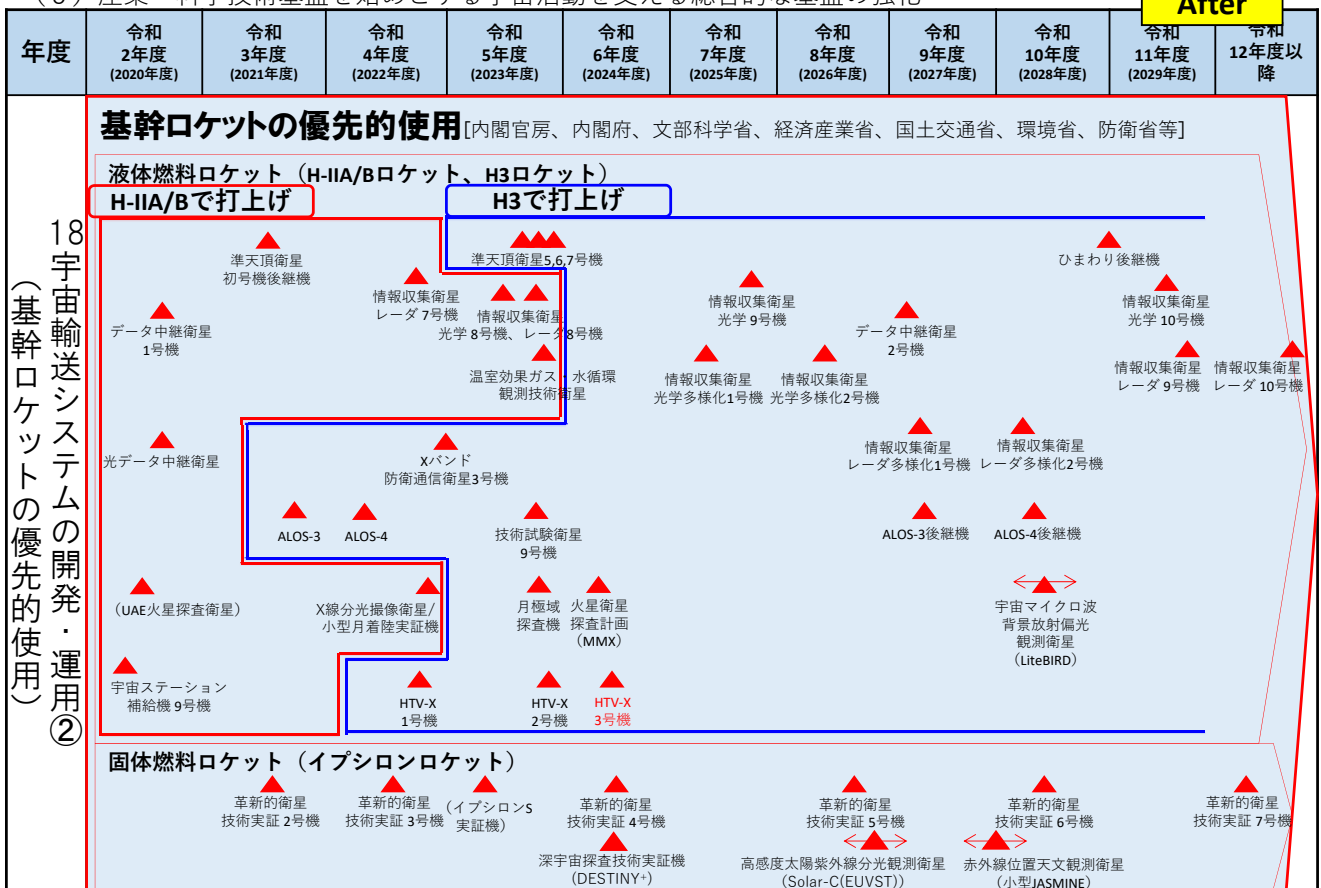 (5)産業・科学技術基盤を始めとする宇宙活動を支える総合的な基盤の強化
After
年度
令和
2年度
(2020年度)
令和
3年度
(2021年度)
令和
4年度
(2022年度)
令和
5年度
(2023年度)
令和
6年度
(2024年度)
令和
7年度
(2025年度)
令和
8年度
(2026年度)
令和
9年度
(2027年度)
令和
10年度
(2028年度)
令和
11年度
(2029年度)
令和
12年度以
降
18宇宙輸送システムの開発・運用②
(基幹ロケットの優先的使用)
基幹ロケットの優先的使用[内閣官房、内閣府、文部科学省、経済産業省、国土交通省、環境省、防衛省等]
液体燃料ロケット(H-IIA/Bロケット、H3ロケット)
H-IIA/Bで打上げ
H3で打上げ
準天頂衛星
初号機後継機
準天頂衛星5,6,7号機
ひまわり後継機
データ中継衛星
1号機
情報収集衛星
レーダ 7号機
情報収集衛星
光学 8号機、レーダ8号機
情報収集衛星
光学 9号機
データ中継衛星
2号機
情報収集衛星
光学 10号機
温室効果ガス・水循環
観測技術衛星
情報収集衛星
光学多様化1号機
情報収集衛星
光学多様化2号機
情報収集衛星
レーダ 9号機
情報収集衛星
レーダ 10号機
光データ中継衛星
Xバンド
防衛通信衛星3号機
情報収集衛星
レーダ多様化1号機
情報収集衛星
レーダ多様化2号機
ALOS-3
ALOS-4
技術試験衛星
9号機
ALOS-3後継機
ALOS-4後継機
(UAE火星探査衛星)
X線分光撮像衛星/
小型月着陸実証機
月極域
探査機
火星衛星
探査計画
(MMX)
宇宙マイクロ波
背景放射偏光
観測衛星
(LiteBIRD)
宇宙ステーション
補給機 9号機
HTV-X
1号機
HTV-X
2号機
HTV-X
3号機
固体燃料ロケット(イプシロンロケット)
革新的衛星
技術実証 2号機
革新的衛星
技術実証 3号機
(イプシロンS
実証機)
革新的衛星
技術実証 4号機
革新的衛星
技術実証 5号機
革新的衛星
技術実証 6号機
革新的衛星
技術実証 7号機
深宇宙探査技術実証機
(DESTINY+)
高感度太陽紫外線分光観測衛星
(Solar-C(EUVST))
赤外線位置天文観測衛星
(小型JASMINE)